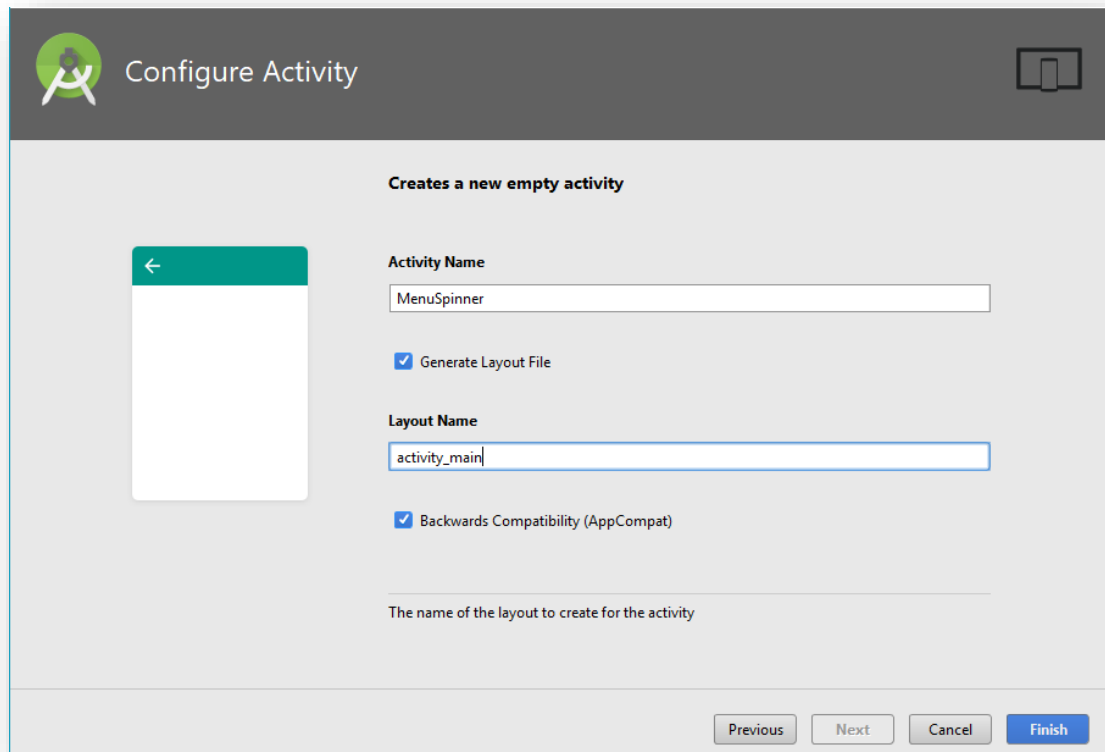 Configure Activity
Creates a new empty activity
Activity Name
MenuSpinner
Generate Layout File
Layout Name
activity_main
Backwards Compatibility (AppCompat)
The name of the layout to create for the activity
Previous
Next
Cancel
Finish